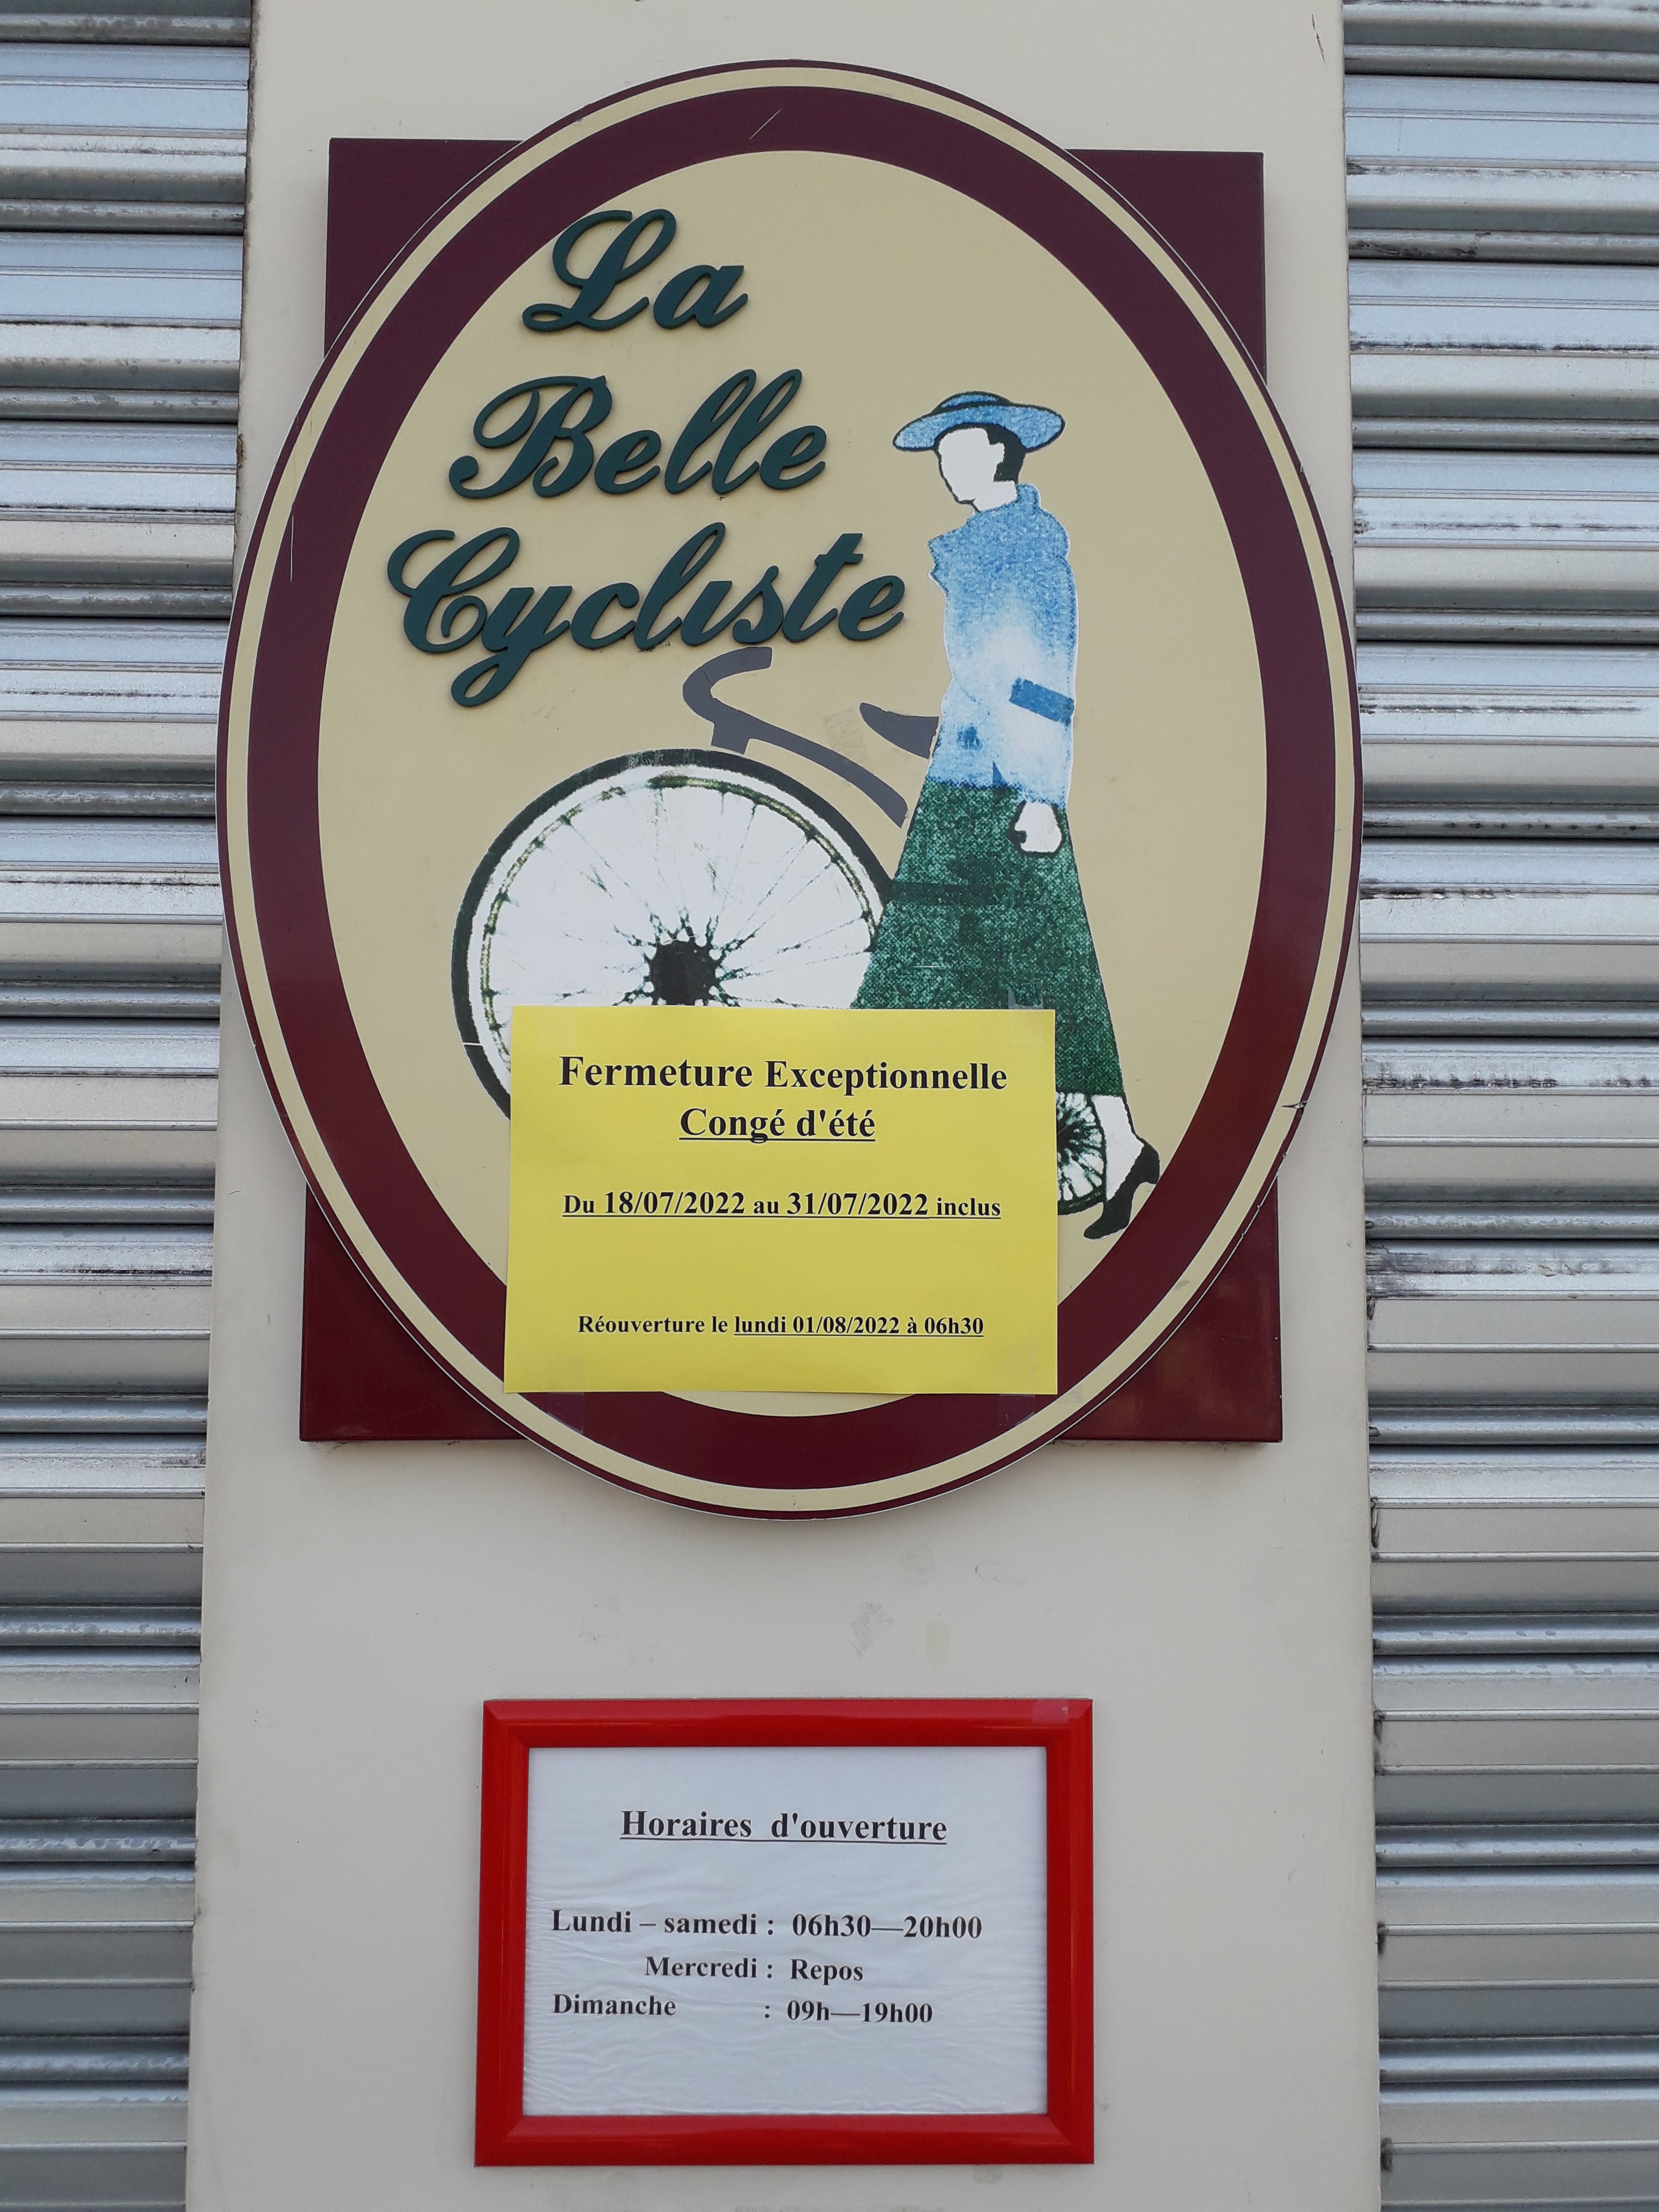 La
Belle
Cycliste
Fermeture Exceptionnelle
Congé d'été
Du 18/07/2022 au 31/07/2022 inclus
Réouverture le lundi 01/08/2022 à 06h30
Horaires d'ouverture
Lundi – samedi : 06h30—20h00
Mercredi : Repos
Dimanche : 09h—19h00